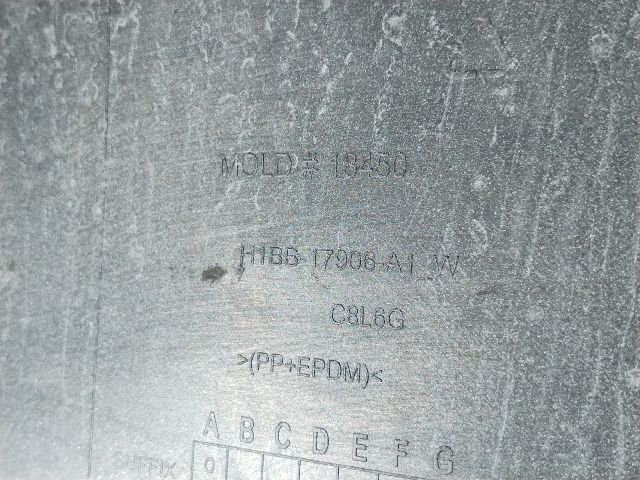 MOLD # 18450
H1BB-17906-A1_W
C8L6G
>(PP+EPDM)<
A B C D E F G
SUFFIX 0